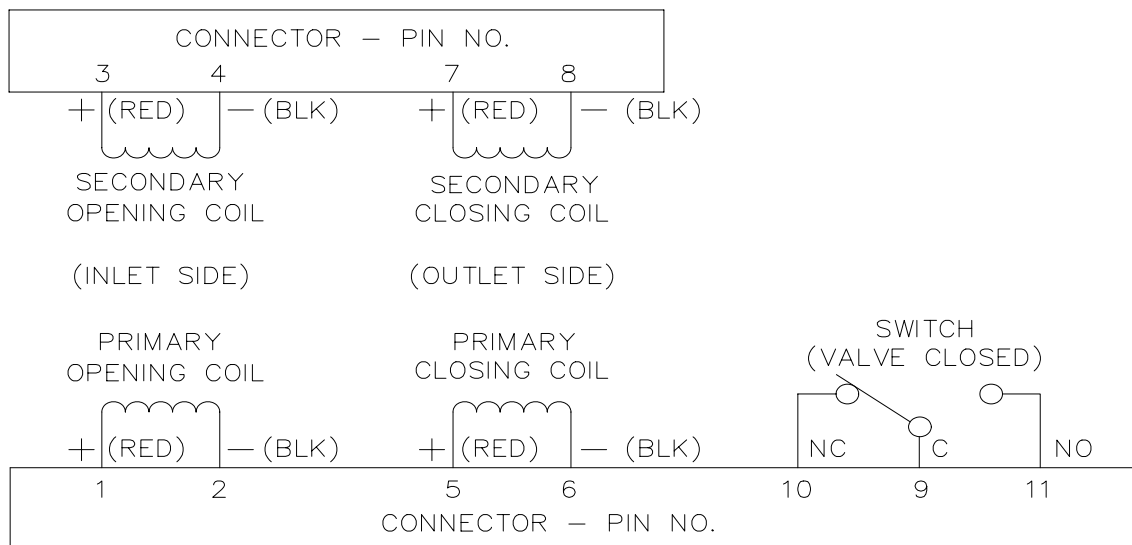 CONNECTOR – PIN NO.
3 4 7 8
+ (RED) – (BLK) + (RED) – (BLK)
SECONDARY
OPENING COIL
SECONDARY
CLOSING COIL
(INLET SIDE) (OUTLET SIDE)
PRIMARY
OPENING COIL
PRIMARY
CLOSING COIL
SWITCH
(VALVE CLOSED)
+ (RED) – (BLK) + (RED) – (BLK) NC C NO
1 2 5 6 10 9 11
CONNECTOR – PIN NO.